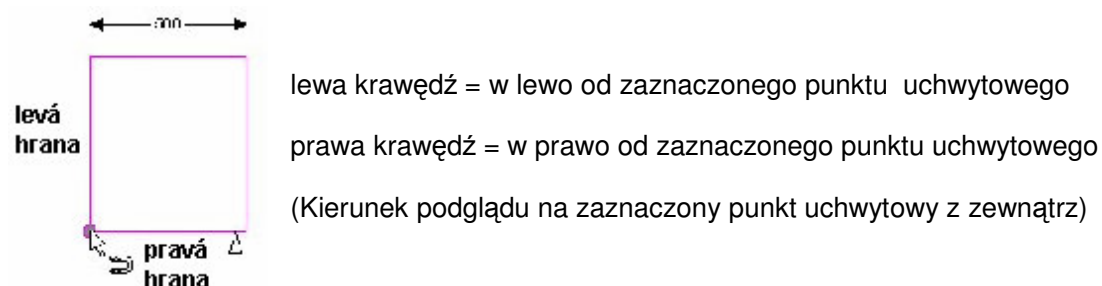 levá
hrana
pravá
hrana
lewa krawędź = w lewo od zaznaczonego punktu uchwytowego
prawa krawędź = w prawo od zaznaczonego punktu uchwytowego
(Kierunek podglądu na zaznaczony punkt uchwytowy z zewnątrz)